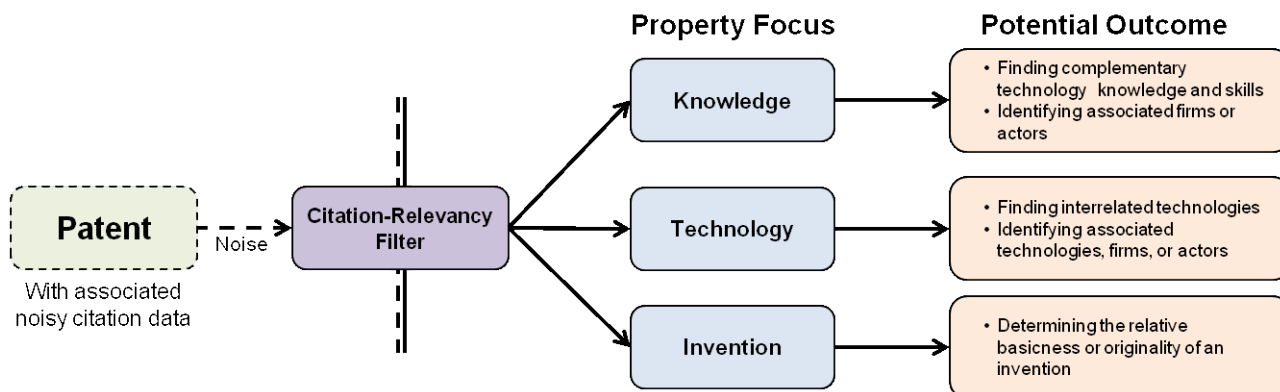 Property Focus
Potential Outcome
Patent
With associated
noisy citation data
Noise
Citation-Relevancy
Filter
Knowledge
• Finding complementary
technology knowledge and skills
• Identifying associated firms or
actors
Technology
• Finding interrelated technologies
• Identifying associated
technologies, firms, or actors
Invention
• Determining the relative
basicness or originality of an
invention